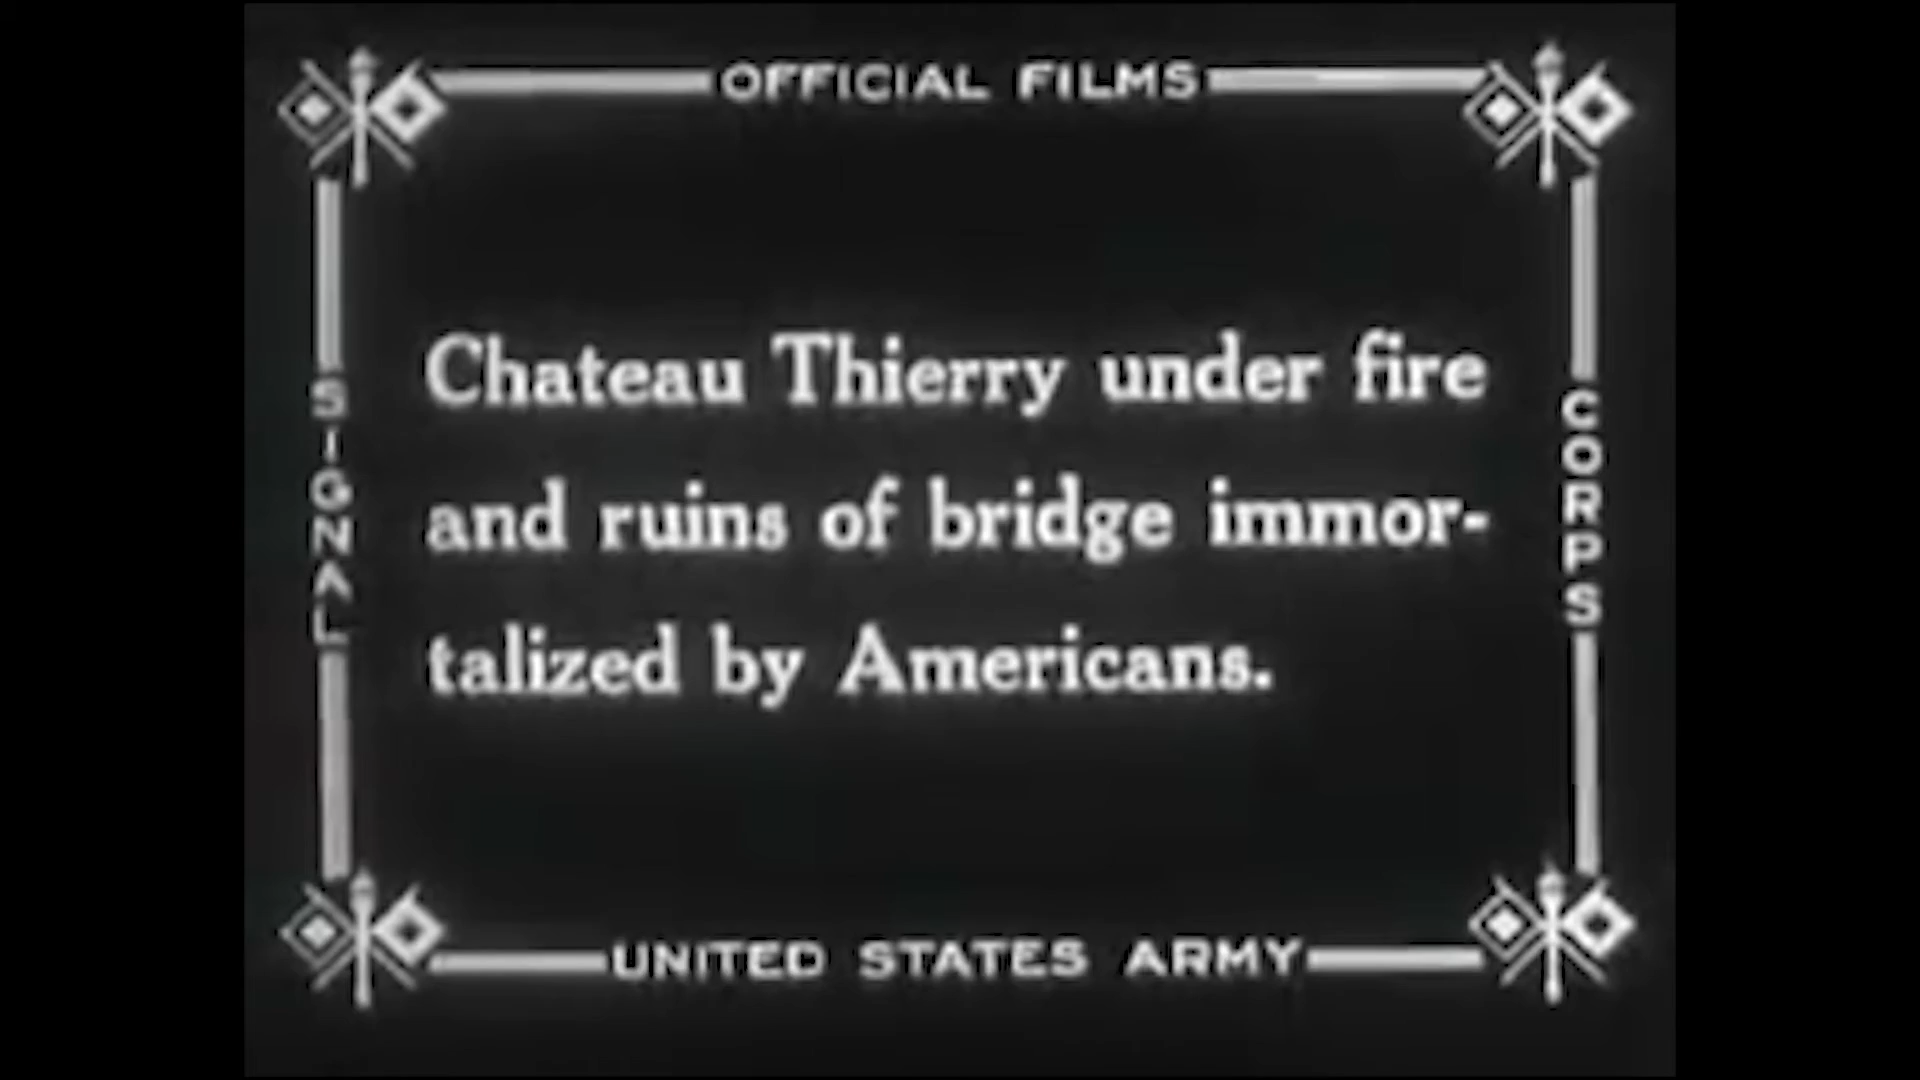 OFFICIAL FILMS
SIGNAL
Chateau Thierry under fire
and ruins of bridge immor-
talized by Americans.
CORPS
UNITED STATES ARMY